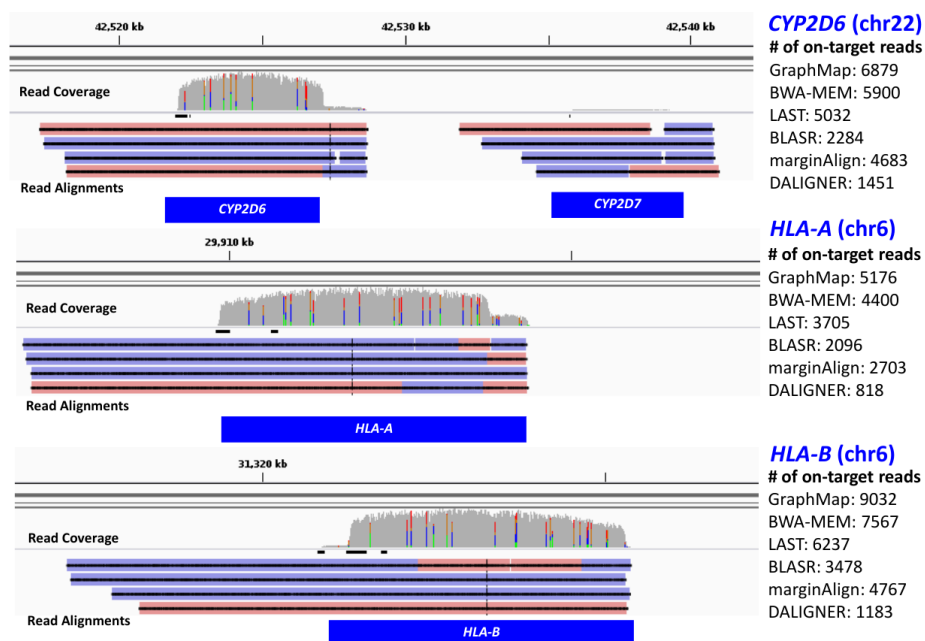 42,520 kb 42,530 kb 42,540 kb
Read Coverage
Read Alignments
CYP2D6 CYP2D7
CYP2D6 (chr22)
# of on-target reads
GraphMap: 6879
BWA-MEM: 5900
LAST: 5032
BLASR: 2284
marginAlign: 4683
DALIGNER: 1451
29,910 kb
Read Coverage
Read Alignments
HLA-A
HLA-A (chr6)
# of on-target reads
GraphMap: 5176
BWA-MEM: 4400
LAST: 3705
BLASR: 2096
marginAlign: 2703
DALIGNER: 818
31,320 kb
Read Coverage
Read Alignments
HLA-B
HLA-B (chr6)
# of on-target reads
GraphMap: 9032
BWA-MEM: 7567
LAST: 6237
BLASR: 3478
marginAlign: 4767
DALIGNER: 1183